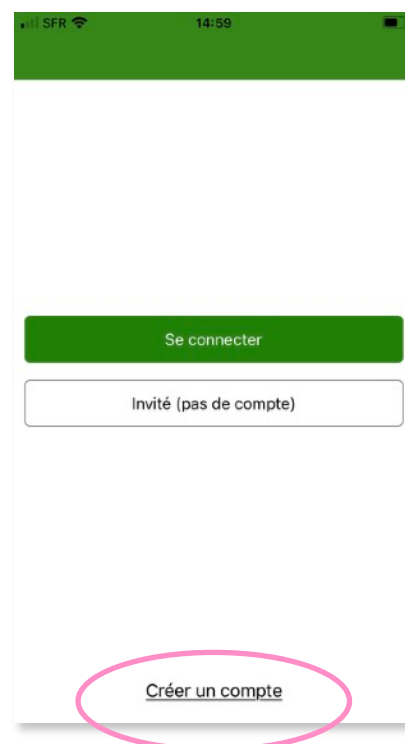 SFR 14:59
Se connecter
Invité (pas de compte)
Créer un compte